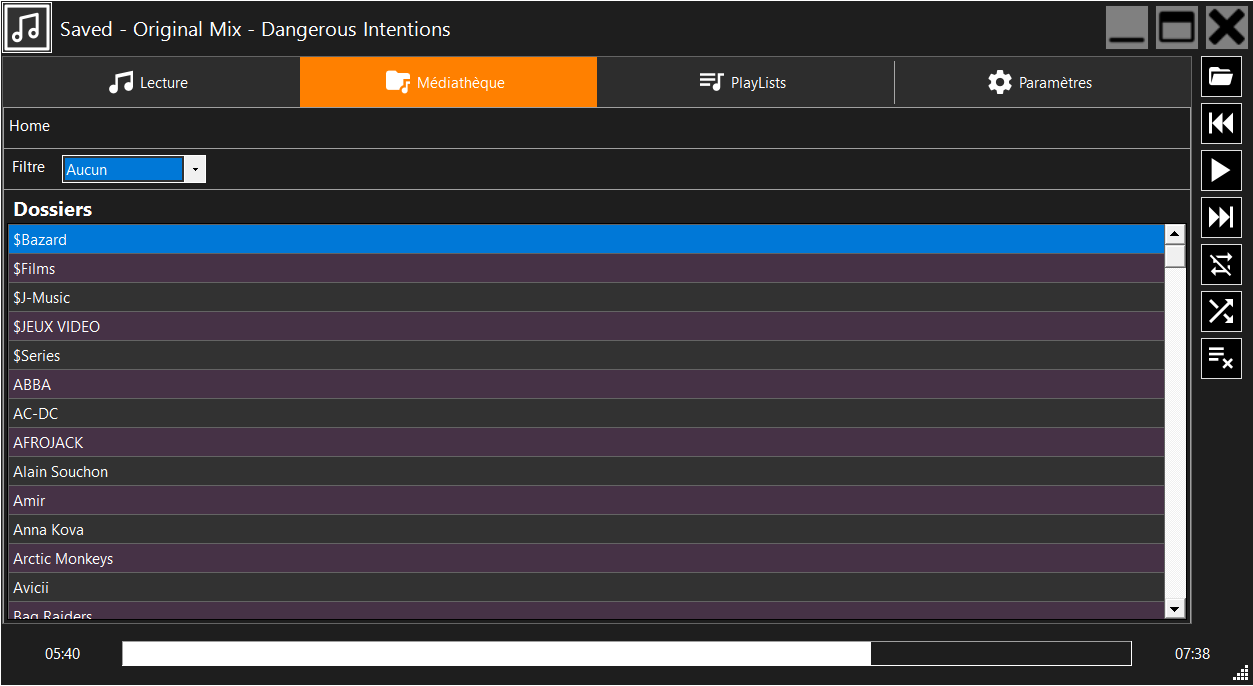 Saved - Original Mix - Dangerous Intentions
Lecture Médiathèque PlayLists Paramètres
Home
Filtre Aucun
Dossiers
$Bazard
$Films
$J-Music
$JEUX VIDEO
$Series
ABBA
AC-DC
AFROJACK
Alain Souchon
Amir
Anna Kova
Arctic Monkeys
Avicii
Bag Raiders
05:40 07:38